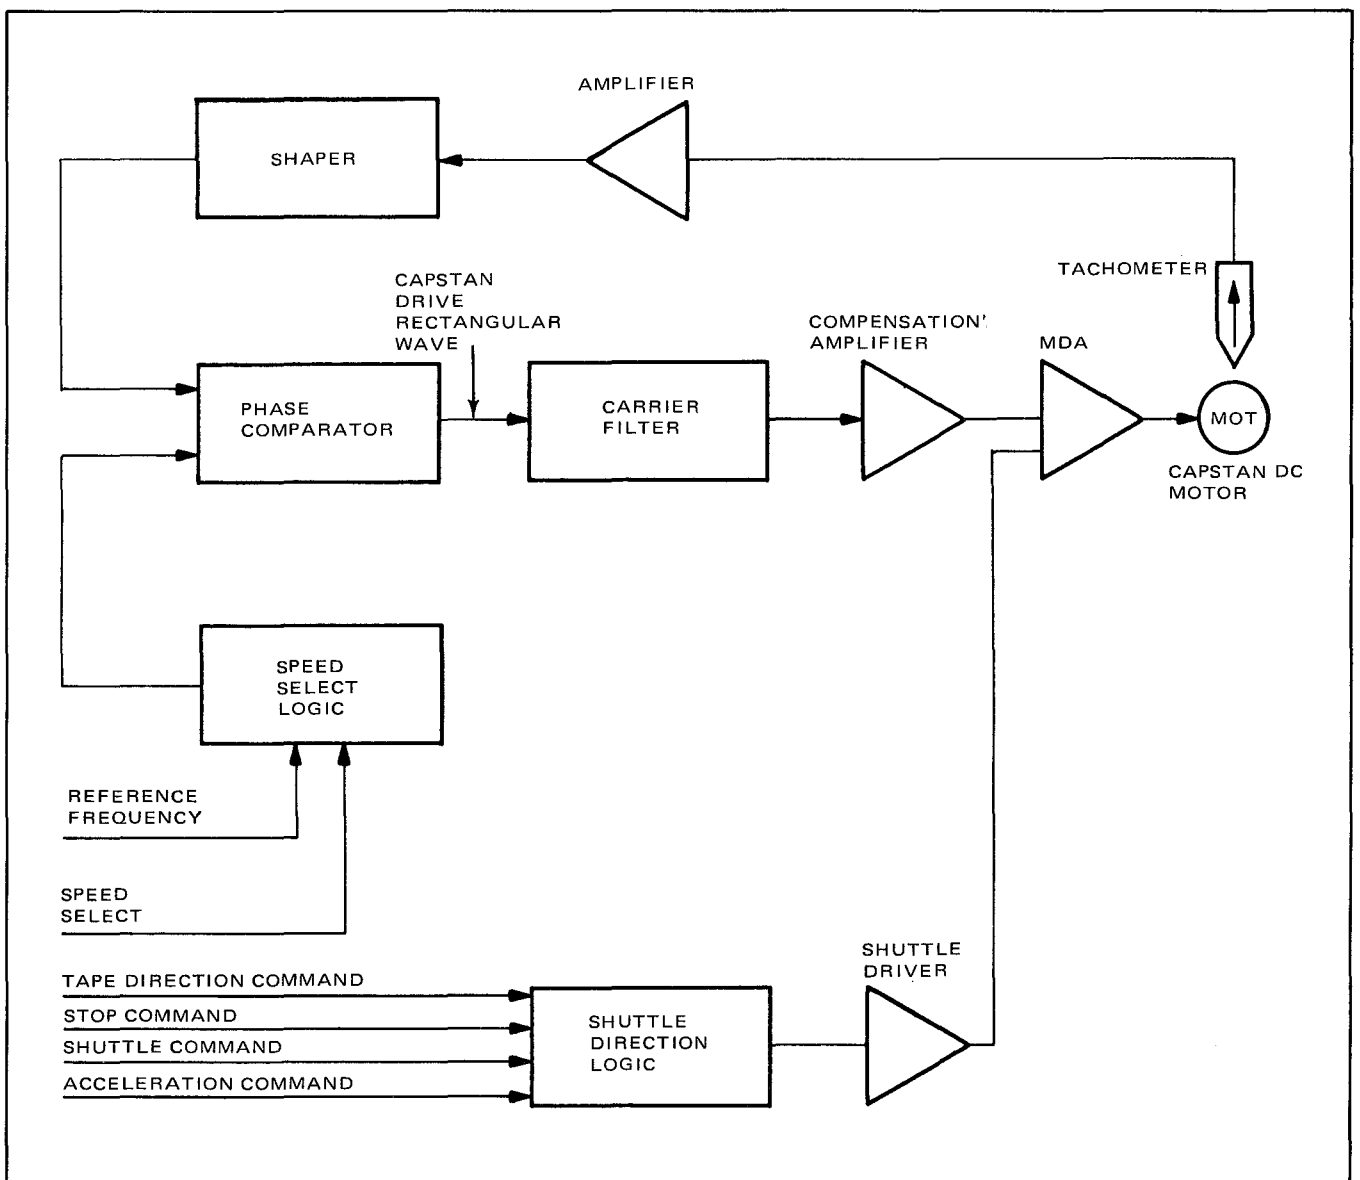 AMPLIFIER
SHAPER
TACHOMETER
CAPSTAN
DRIVE
RECTANGULAR
WAVE
COMPENSATION
AMPLIFIER
MDA
PHASE
COMPARATOR
CARRIER
FILTER
MOT
CAPSTAN DC
MOTOR
SPEED
SELECT
LOGIC
REFERENCE
FREQUENCY
SPEED
SELECT
SHUTTLE
DRIVER
TAPE DIRECTION COMMAND
STOP COMMAND
SHUTTLE COMMAND
ACCELERATION COMMAND
SHUTTLE
DIRECTION
LOGIC